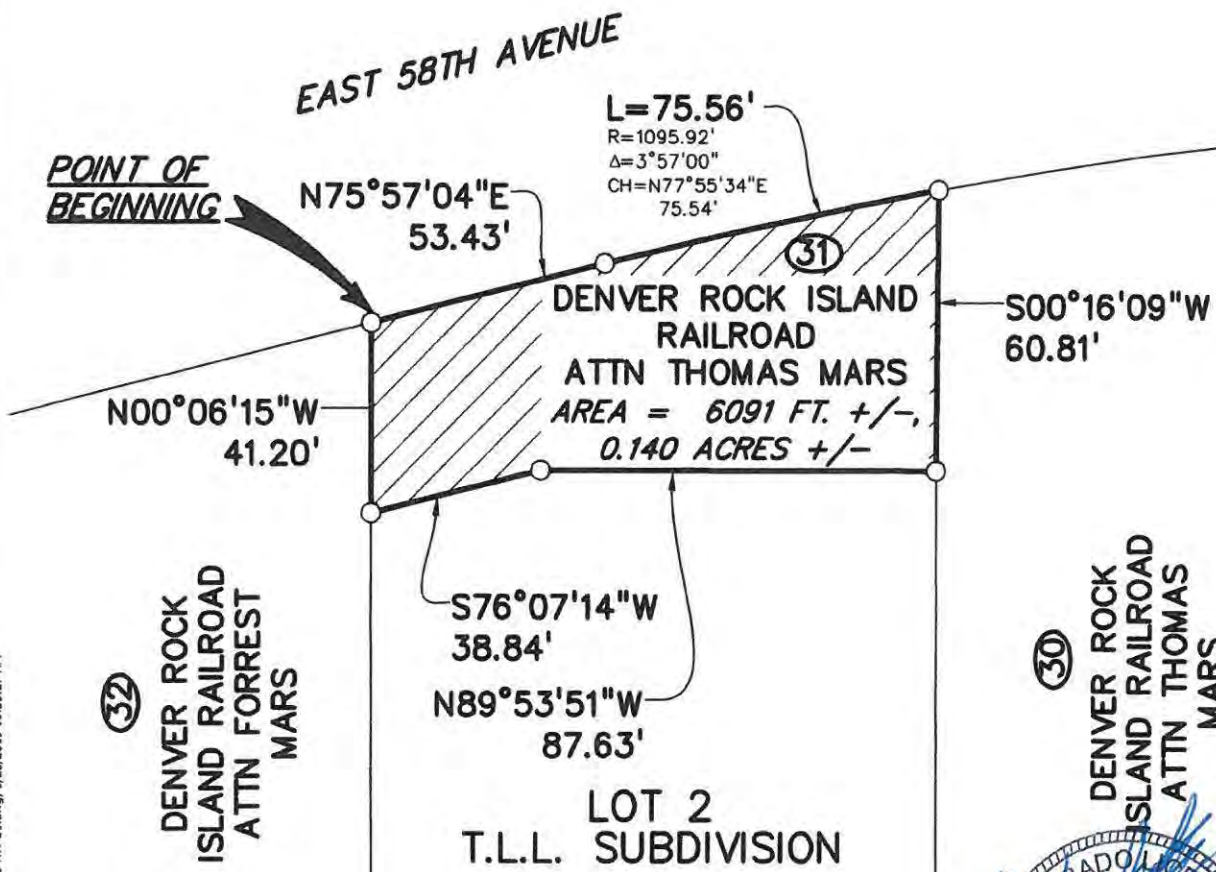 EAST 58TH AVENUE
POINT OF
BEGINNING
N75°57'04"E
53.43'
L=75.56'
R=1095.92'
Δ=3°57'00"
CH=N77°55'34"E
75.54'
31
DENVER ROCK ISLAND
RAILROAD
ATTN THOMAS MARS
AREA = 6091 FT. +/-,
0.140 ACRES +/-
S00°16'09"W
60.81'
N00°06'15"W
41.20'
S76°07'14"W
38.84'
N89°53'51"W
87.63'
32
DENVER ROCK
ISLAND RAILROAD
ATTN FORREST
MARS
30
DENVER ROCK
ISLAND RAILROAD
ATTN THOMAS
MARS
LOT 2
T.L.L. SUBDIVISION